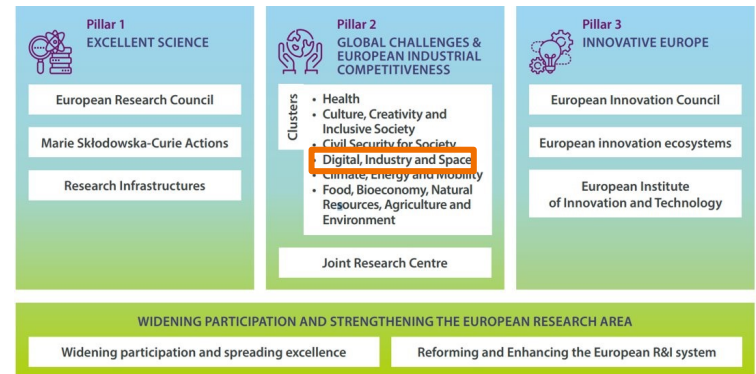 Pillar 1
EXCELLENT SCIENCE
European Research Council
Marie Skłodowska-Curie Actions
Research Infrastructures
Pillar 2
GLOBAL CHALLENGES &
EUROPEAN INDUSTRIAL
COMPETITIVENESS
Clusters
• Health
• Culture, Creativity and
Inclusive Society
• Civil Security for Society
• Digital, Industry and Space
• Climate, Energy and Mobility
• Food, Bioeconomy, Natural
Resources, Agriculture and
Environment
Joint Research Centre
Pillar 3
INNOVATIVE EUROPE
European Innovation Council
European innovation ecosystems
European Institute
of Innovation and Technology
WIDENING PARTICIPATION AND STRENGTHENING THE EUROPEAN RESEARCH AREA
Widening participation and spreading excellence
Reforming and Enhancing the European R&I system